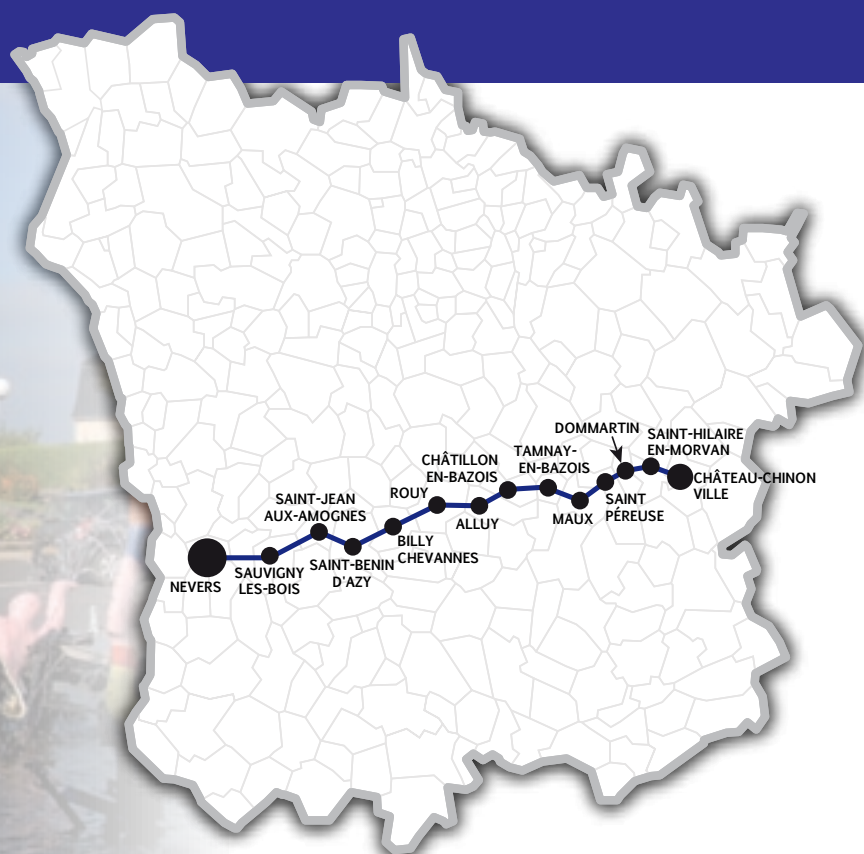 DOMMARTIN
SAINT-HILAIRE
EN-MORVAN
TAMNAY-
EN-BAZOIS
CHÂTILLON
EN-BAZOIS
CHÂTEAU-CHINON
VILLE
SAINT-JEAN
AUX-AMOGNES
ROUY
SAINT
PÉREUSE
MAUX
ALLUY
BILLY
CHEVANNES
SAINT-BENIN
D'AZY
SAUVIGNY
LES-BOIS
NEVERS